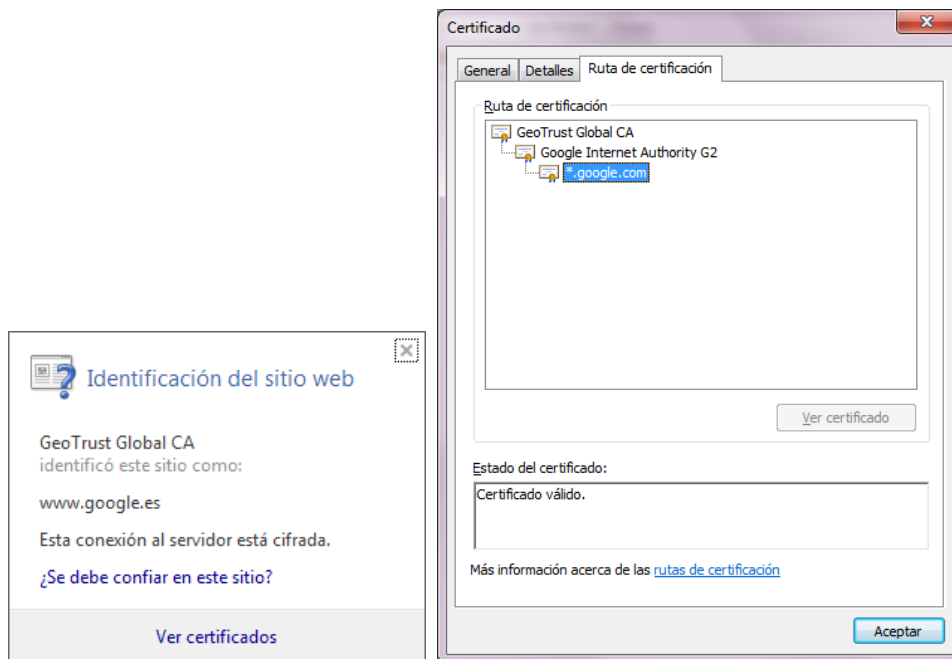 Identificación del sitio web
GeoTrust Global CA
identificó este sitio como:
www.google.es
Esta conexión al servidor está cifrada.
¿Se debe confiar en este sitio?
Ver certificados
Certificado
General
Detalles
Ruta de certificación
Ruta de certificación
GeoTrust Global CA
Google Internet Authority G2
*.google.com
Ver certificado
Estado del certificado:
Certificado válido.
Más información acerca de las rutas de certificación
Aceptar